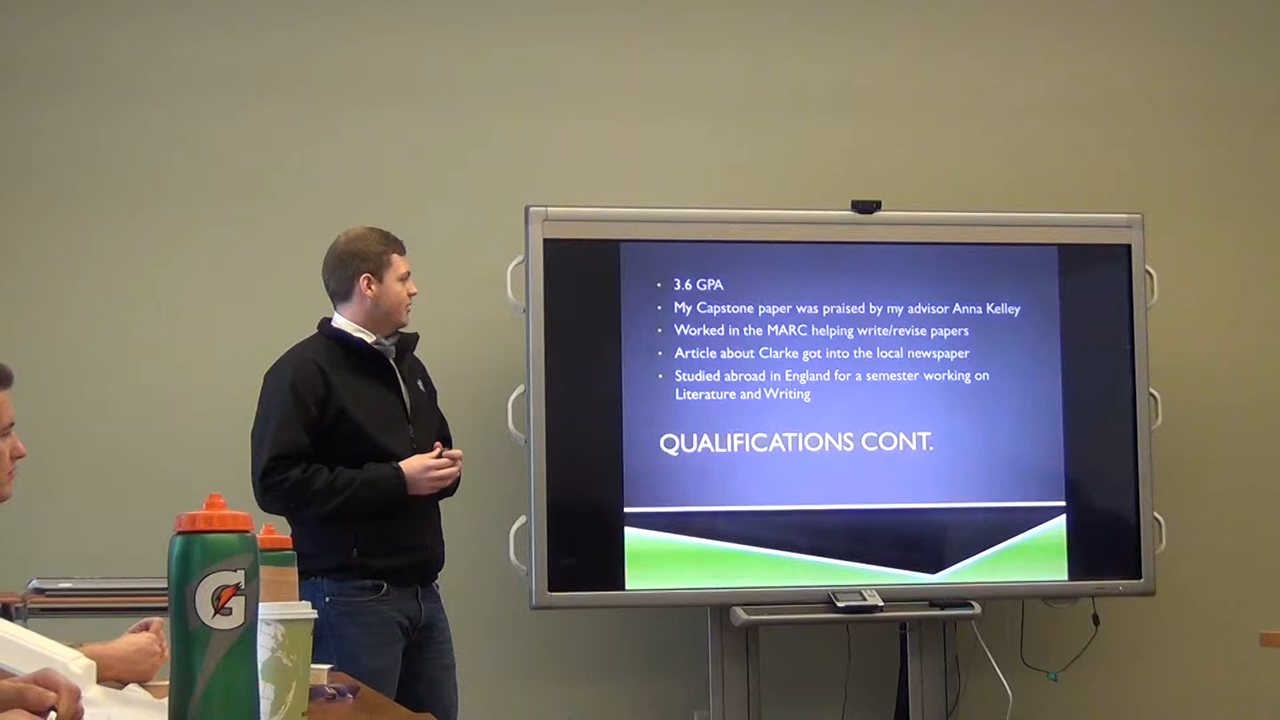 • 3.6 GPA
• My Capstone paper was praised by my advisor Anna Kelley
• Worked in the MARC helping write/revise papers
• Article about Clarke got into the local newspaper
• Studied abroad in England for a semester working on
Literature and Writing
QUALIFICATIONS CONT.
G